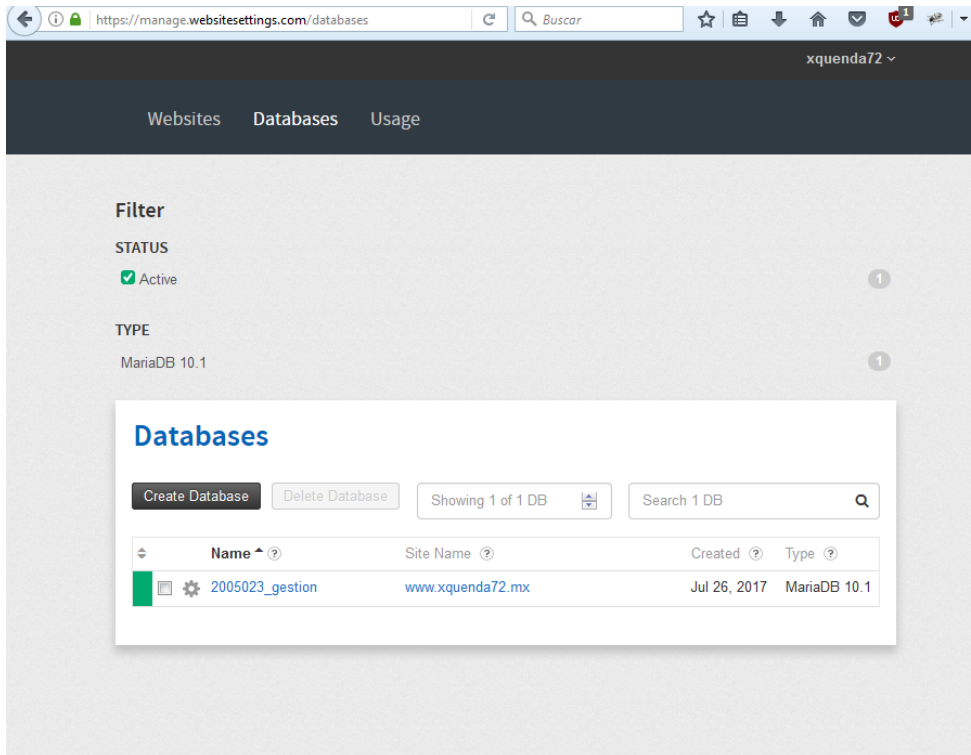 https://manage.websitesettings.com/databases Buscar 1
xquenda72
Websites Databases Usage
Filter
STATUS
Active 1
TYPE
MariaDB 10.1 1
Databases
Create Database Delete Database Showing 1 of 1 DB Search 1 DB
Name ? Site Name ? Created ? Type ?
2005023_gestion www.xquenda72.mx Jul 26, 2017 MariaDB 10.1